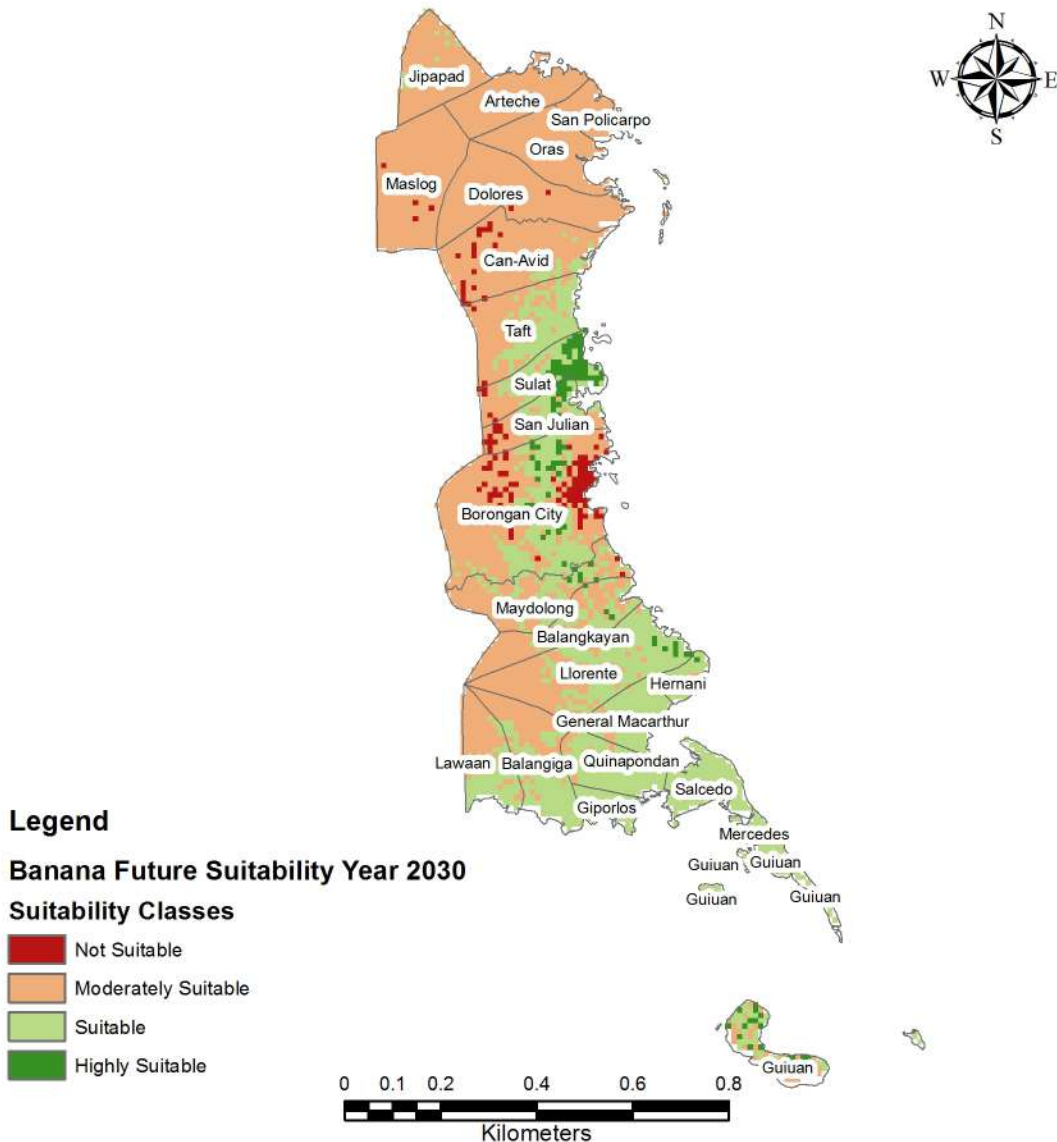 N
W E
S
Jipapad
Arteche
San Policarpo
Oras
Maslog
Dolores
Can-Avid
Taft
Sulat
San Julian
Borongan City
Maydolong
Balangkayan
Llorente
Hernani
General Macarthur
Lawaan Balangiga Quinapondan
Salcedo
Giporlos
Mercedes
Guiuan Guiuan
Guiuan Guiuan
Legend
Banana Future Suitability Year 2030
Suitability Classes
Not Suitable
Moderately Suitable
Suitable
Highly Suitable
Guiuan
0 0.1 0.2 0.4 0.6 0.8
Kilometers